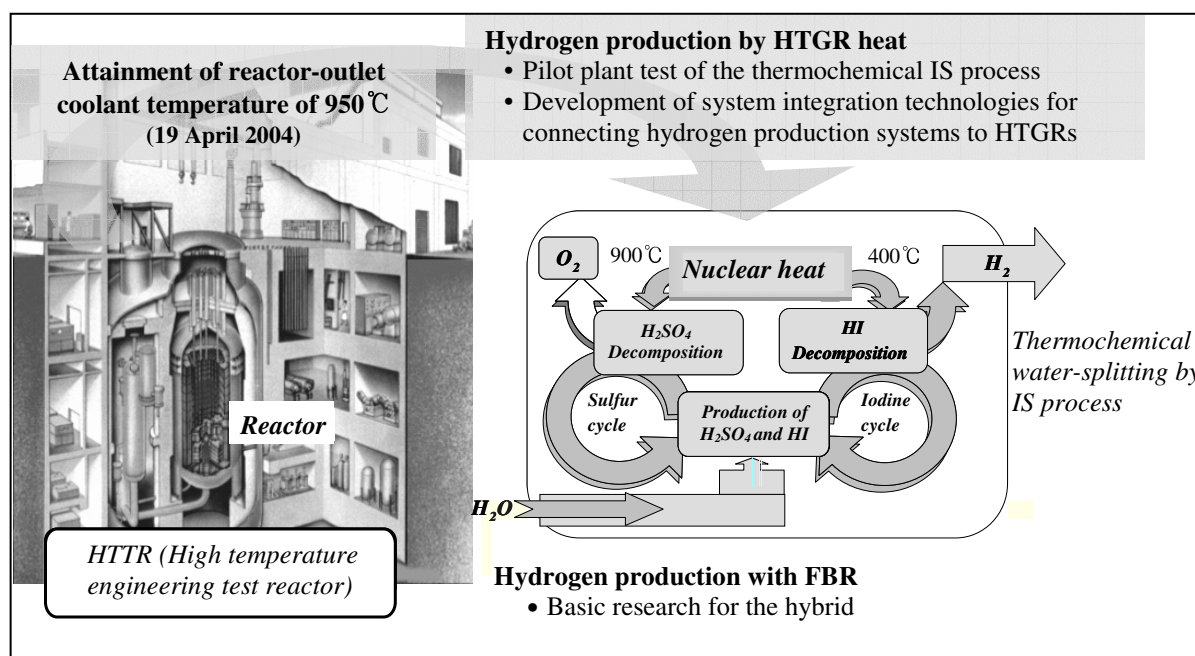 Attainment of reactor-outlet
coolant temperature of 950℃
(19 April 2004)
Hydrogen production by HTGR heat
• Pilot plant test of the thermochemical IS process
• Development of system integration technologies for
connecting hydrogen production systems to HTGRs
O₂
900℃
Nuclear heat
400℃
H₂
H₂SO₄
Decomposition
HI
Decomposition
Thermochemical
water-splitting by
IS process
Sulfur
cycle
Production of
H₂SO₄ and HI
Iodine
cycle
Reactor
H₂O
HTTR (High temperature
engineering test reactor)
Hydrogen production with FBR
• Basic research for the hybrid